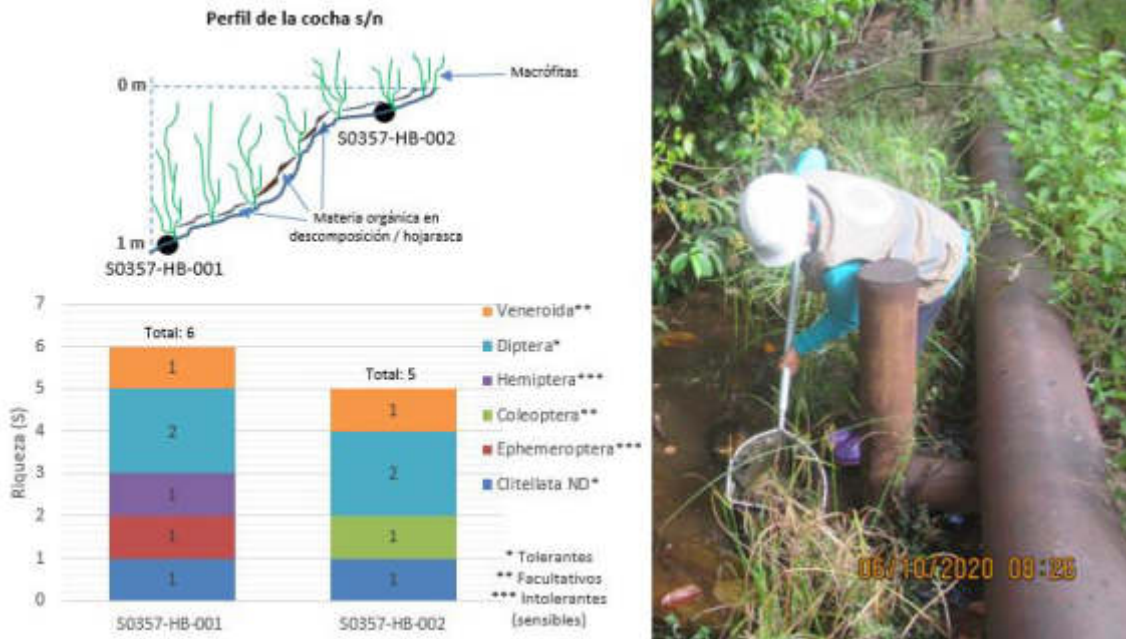 Perfil de la cocha s/n
0 m
Macrófitas
S0357-HB-002
Materia orgánica en
descomposición / hojarasca
1 m
S0357-HB-001
7
6
5
4
3
2
1
0
Riqueza (S)
Total: 6
1
2
1
1
1
Total: 5
1
2
1
1
S0357-HB-001
S0357-HB-002
Veneroida**
Diptera*
Hemiptera***
Coleoptera**
Ephemeroptera***
Clitellata ND*
* Tolerantes
** Facultativos
*** Intolerantes
(sensibles)
06/10/2020 09:26